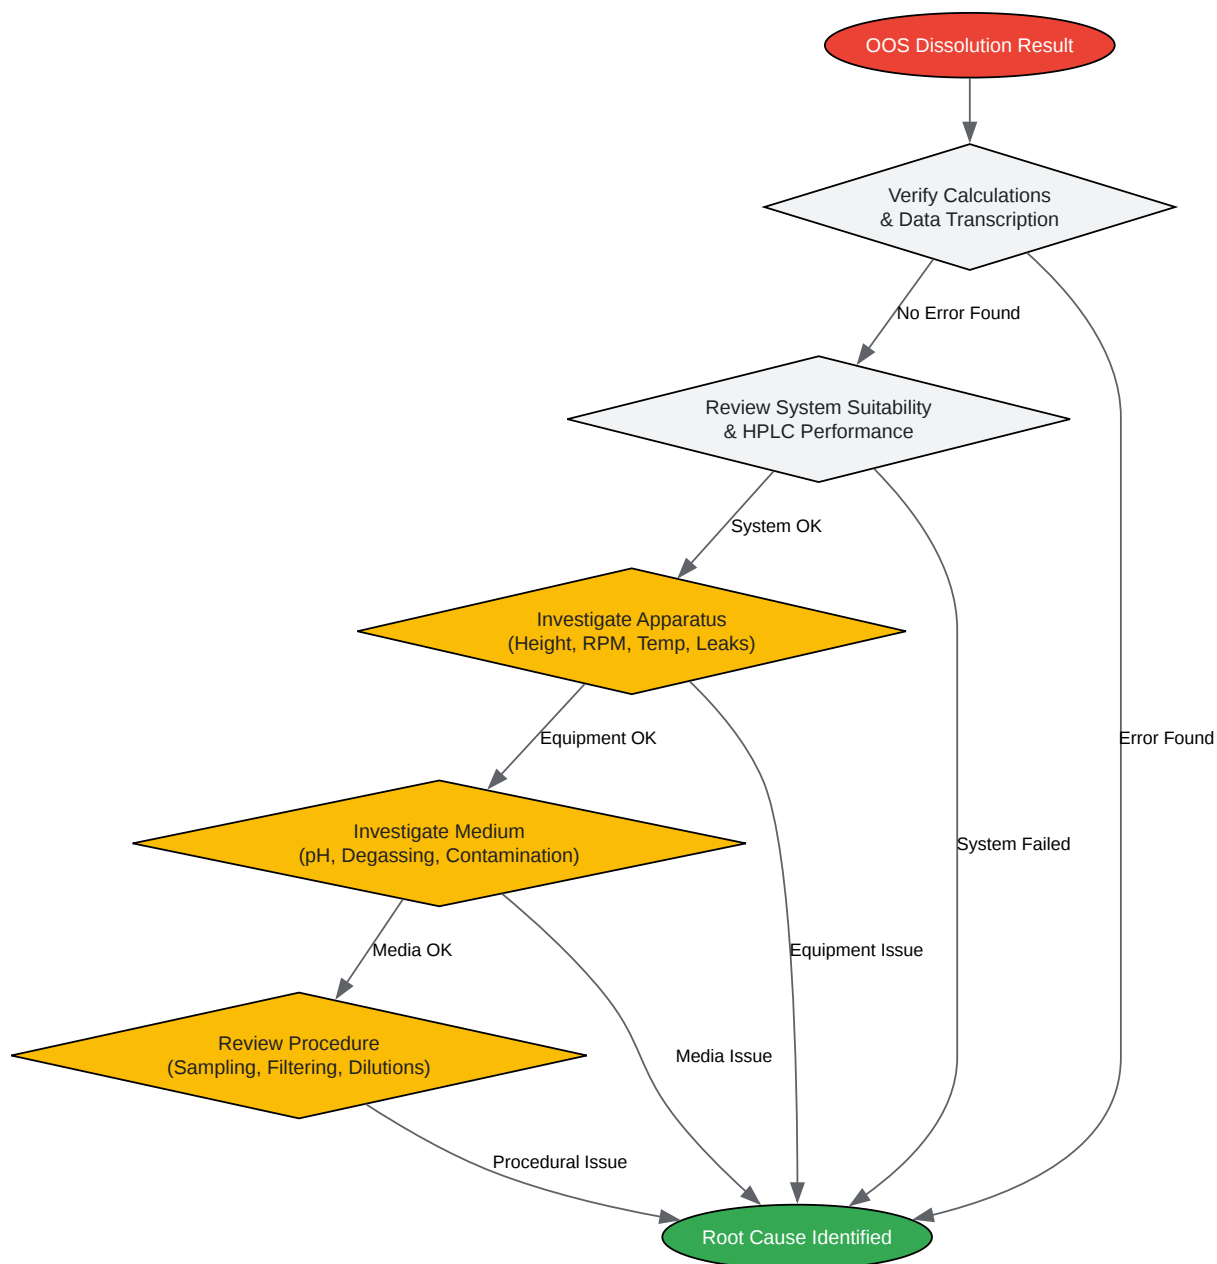 OOS Dissolution Result
Verify Calculations
& Data Transcription
No Error Found
Review System Suitability
& HPLC Performance
System OK
Investigate Apparatus
(Height, RPM, Temp, Leaks)
Equipment OK
Error Found
Investigate Medium
(pH, Degassing, Contamination)
System Failed
Media OK
Equipment Issue
Review Procedure
(Sampling, Filtering, Dilutions)
Media Issue
Procedural Issue
Root Cause Identified